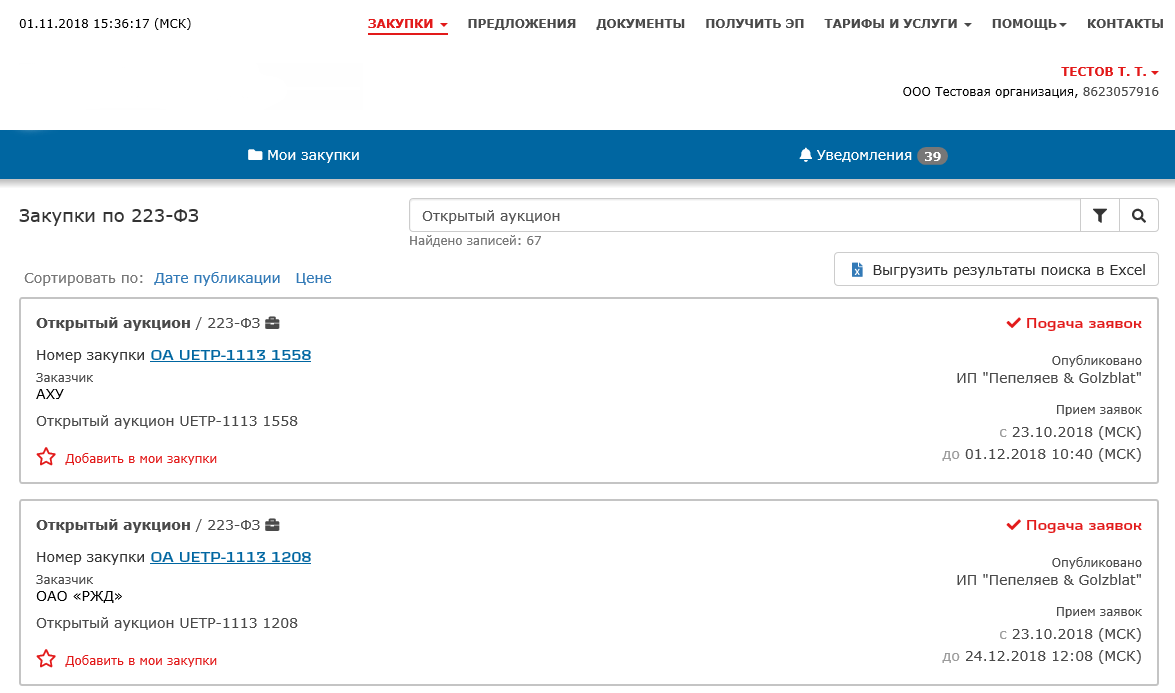 01.11.2018 15:36:17 (МСК) ЗАКУПКИ ПРЕДЛОЖЕНИЯ ДОКУМЕНТЫ ПОЛУЧИТЬ ЭП ТАРИФЫ И УСЛУГИ ПОМОЩЬ КОНТАКТЫ
ТЕСТОВ Т. Т.
ООО Тестовая организация, 8623057916
Мои закупки Уведомления 39
Закупки по 223-ФЗ Открытый аукцион
Найдено записей: 67
Сортировать по: Дате публикации Цене Выгрузить результаты поиска в Excel
Открытый аукцион / 223-ФЗ Подача заявок
Номер закупки ОА UETP-1113 1558 Опубликовано
Заказчик ИП "Пепеляев & Golzblat"
АХУ
Прием заявок
Открытый аукцион UETP-1113 1558 с 23.10.2018 (МСК)
Добавить в мои закупки до 01.12.2018 10:40 (МСК)
Открытый аукцион / 223-ФЗ Подача заявок
Номер закупки ОА UETP-1113 1208 Опубликовано
Заказчик ИП "Пепеляев & Golzblat"
ОАО «РЖД»
Прием заявок
Открытый аукцион UETP-1113 1208 с 23.10.2018 (МСК)
Добавить в мои закупки до 24.12.2018 12:08 (МСК)